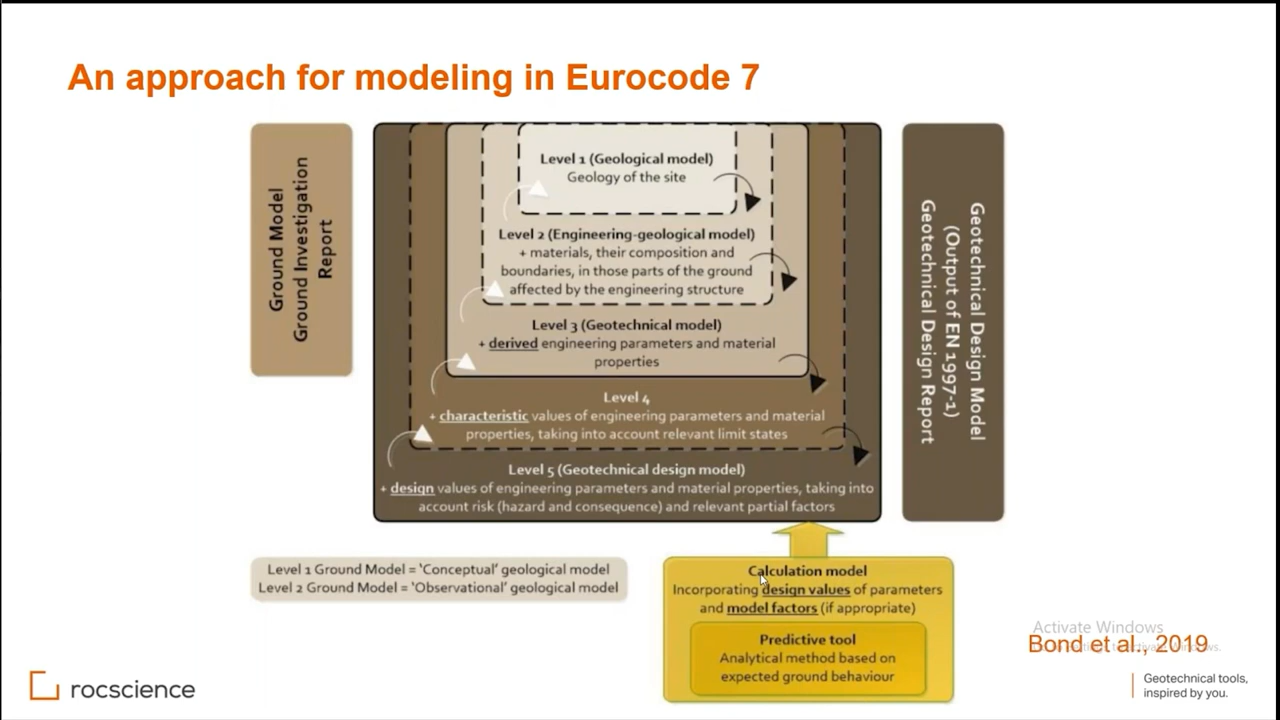 An approach for modeling in Eurocode 7
Ground Model
Ground Investigation
Report
Level 1 (Geological model)
Geology of the site
Level 2 (Engineering-geological model)
+ materials, their composition and
boundaries, in those parts of the ground
affected by the engineering structure
Level 3 (Geotechnical model)
+ derived engineering parameters and material
properties
Level 4
+ characteristic values of engineering parameters and material
properties, taking into account relevant limit states
Level 5 (Geotechnical design model)
+ design values of engineering parameters and material properties, taking into
account risk (hazard and consequence) and relevant partial factors
Geotechnical Design Model
(Output of EN 1997-1)
Geotechnical Design Report
Level 1 Ground Model = 'Conceptual' geological model
Level 2 Ground Model = 'Observational' geological model
Calculation model
Incorporating design values of parameters
and model factors (if appropriate)
Predictive tool
Analytical method based on
expected ground behaviour
Activate Windows
Bond et al., 2019
rocscience
Geotechnical tools,
inspired by you.